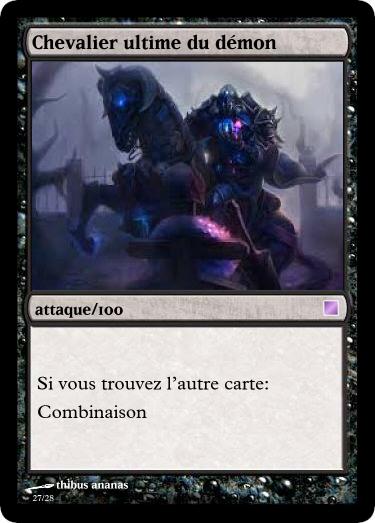 Chevalier ultime du démon
attaque/100
Si vous trouvez l'autre carte:
Combinaison
thibus ananas
27/28